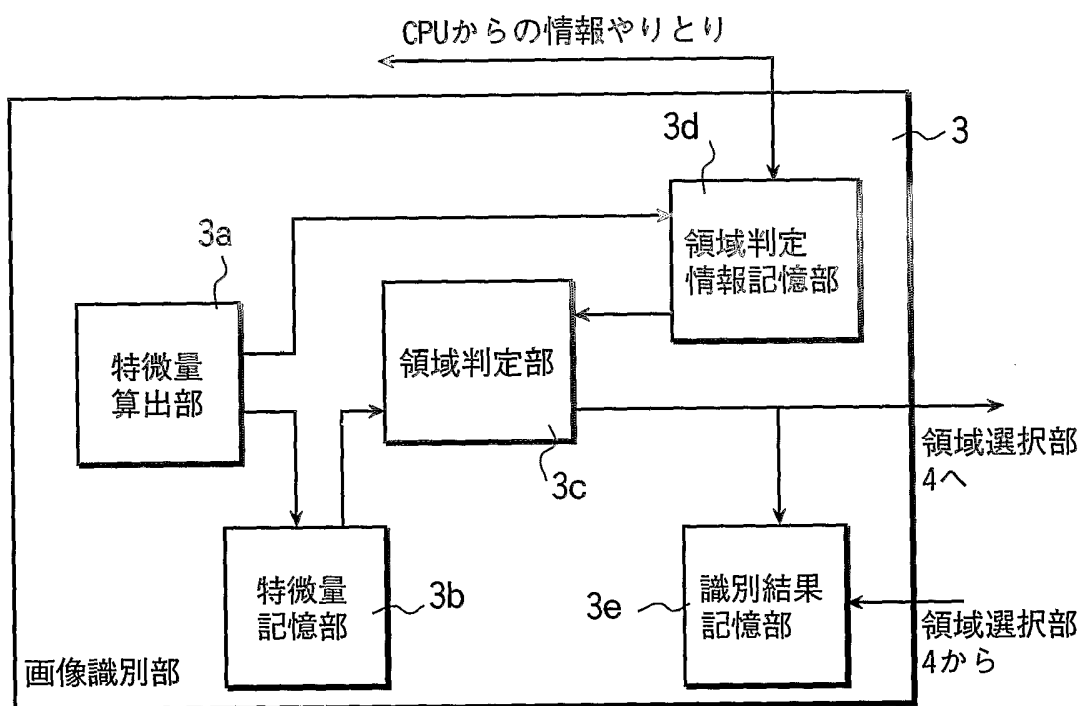 CPUからの情報やりとり
3
3d
領域判定
情報記憶部
3a
特微量
算出部
領域判定部
3c
領域選択部
4へ
特微量
記憶部
3b
3e
識別結果
記憶部
領域選択部
4から
画像識別部